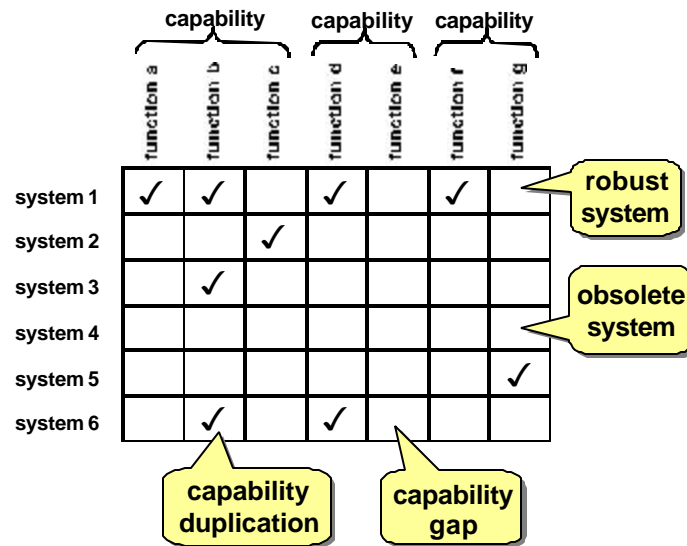 capability capability capability
function a function b function c function d function e function f function g
system 1
robust
system
system 2
system 3
obsolete
system
system 4
system 5
system 6
capability
duplication
capability
gap